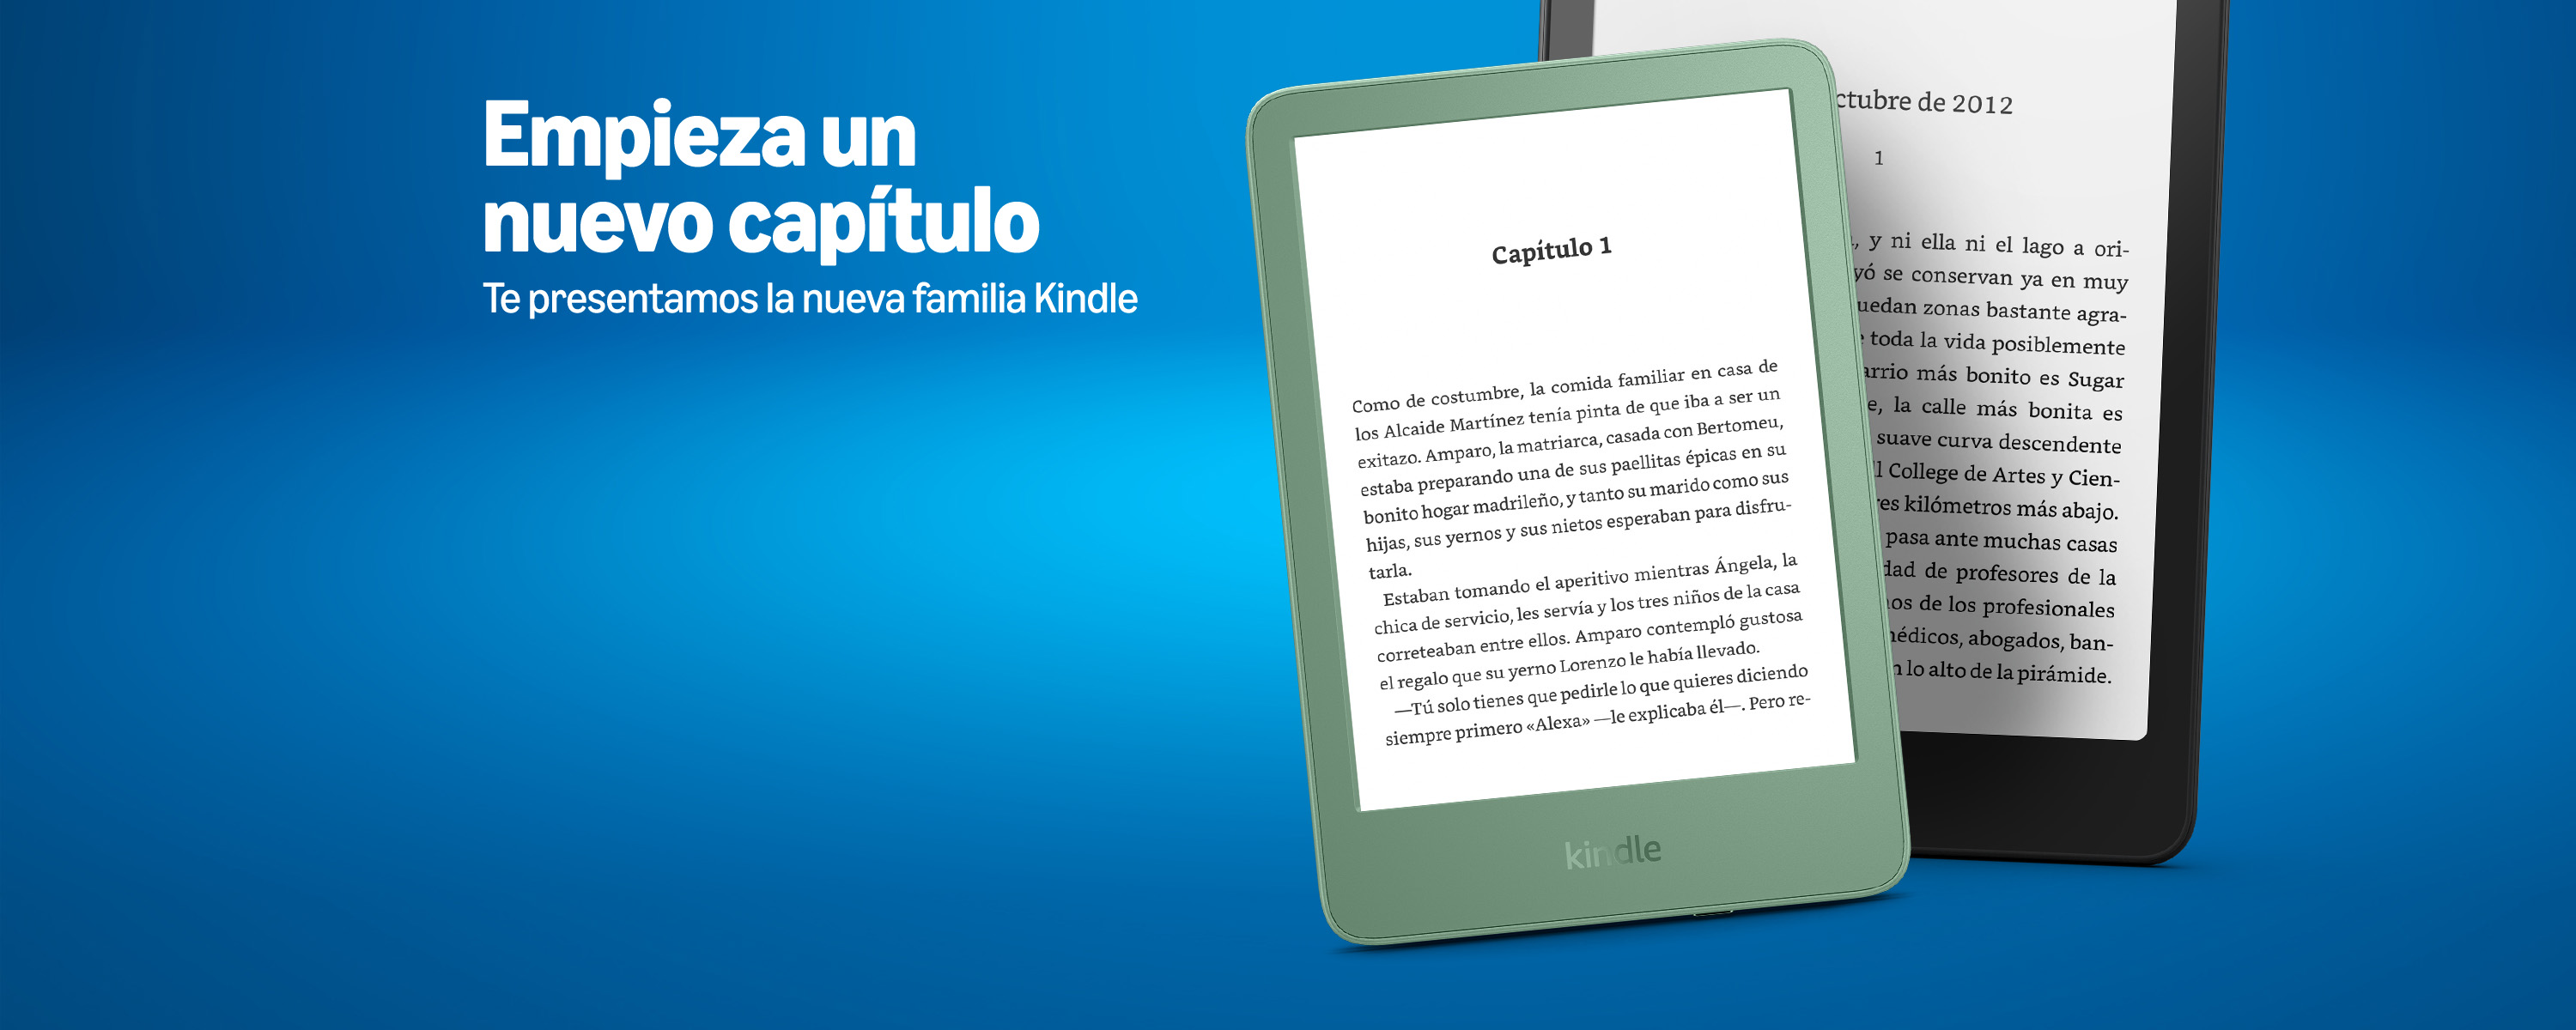 Empieza un
nuevo capítulo
Te presentamos la nueva familia Kindle
Capítulo 1
Como de costumbre, la comida familiar en casa de
los Alcaide Martínez tenía pinta de que iba a ser un
exitazo. Amparo, la matriarca, casada con Bertomeu,
estaba preparando una de sus paellitas épicas en su
bonito hogar madrileño, y tanto su marido como sus
hijas, sus yernos y sus nietos esperaban para disfru-
tarla.
Estaban tomando el aperitivo mientras Ángela, la
chica de servicio, les servía y los tres niños de la casa
correteaban entre ellos. Amparo contempló gustosa
el regalo que su yerno Lorenzo le había llevado.
—Tú solo tienes que pedirle lo que quieres diciendo
siempre primero «Alexa» —le explicaba él—. Pero re-
kindle
ctubre de 2012
1
, y ni ella ni el lago a ori-
yó se conservan ya en muy
uedan zonas bastante agra-
toda la vida posiblemente
arrio más bonito es Sugar
e, la calle más bonita es
suave curva descendente
ll College de Artes y Cien-
res kilómetros más abajo.
pasa ante muchas casas
dad de profesores de la
nos de los profesionales
médicos, abogados, ban-
n lo alto de la pirámide.